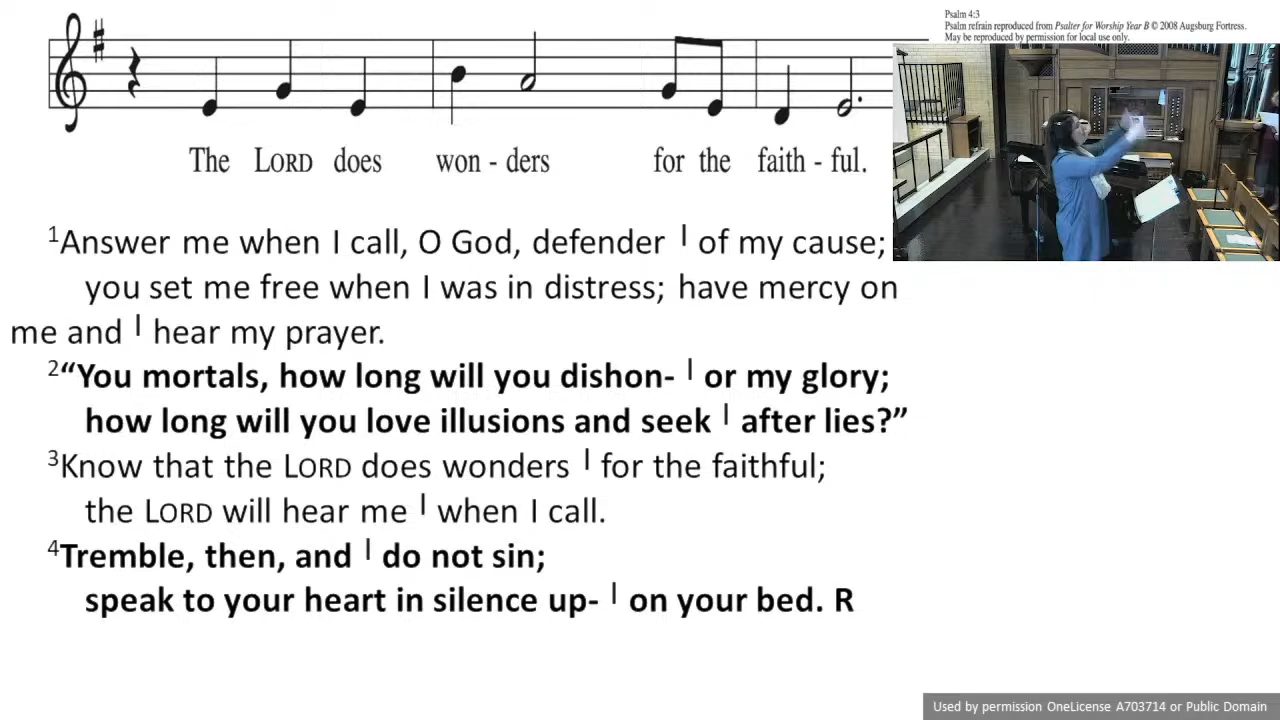 Psalm 4:3
Psalm refrain reproduced from Psalter for Worship Year B © 2008 Augsburg Fortress.
May be reproduced by permission for local use only.
The LORD does won - ders for the faith - ful.
1Answer me when I call, O God, defender | of my cause;
you set me free when I was in distress; have mercy on
me and | hear my prayer.
2“You mortals, how long will you dishon- | or my glory;
how long will you love illusions and seek | after lies?”
3Know that the LORD does wonders | for the faithful;
the LORD will hear me | when I call.
4Tremble, then, and | do not sin;
speak to your heart in silence up- | on your bed. R
Used by permission OneLicense A703714 or Public Domain